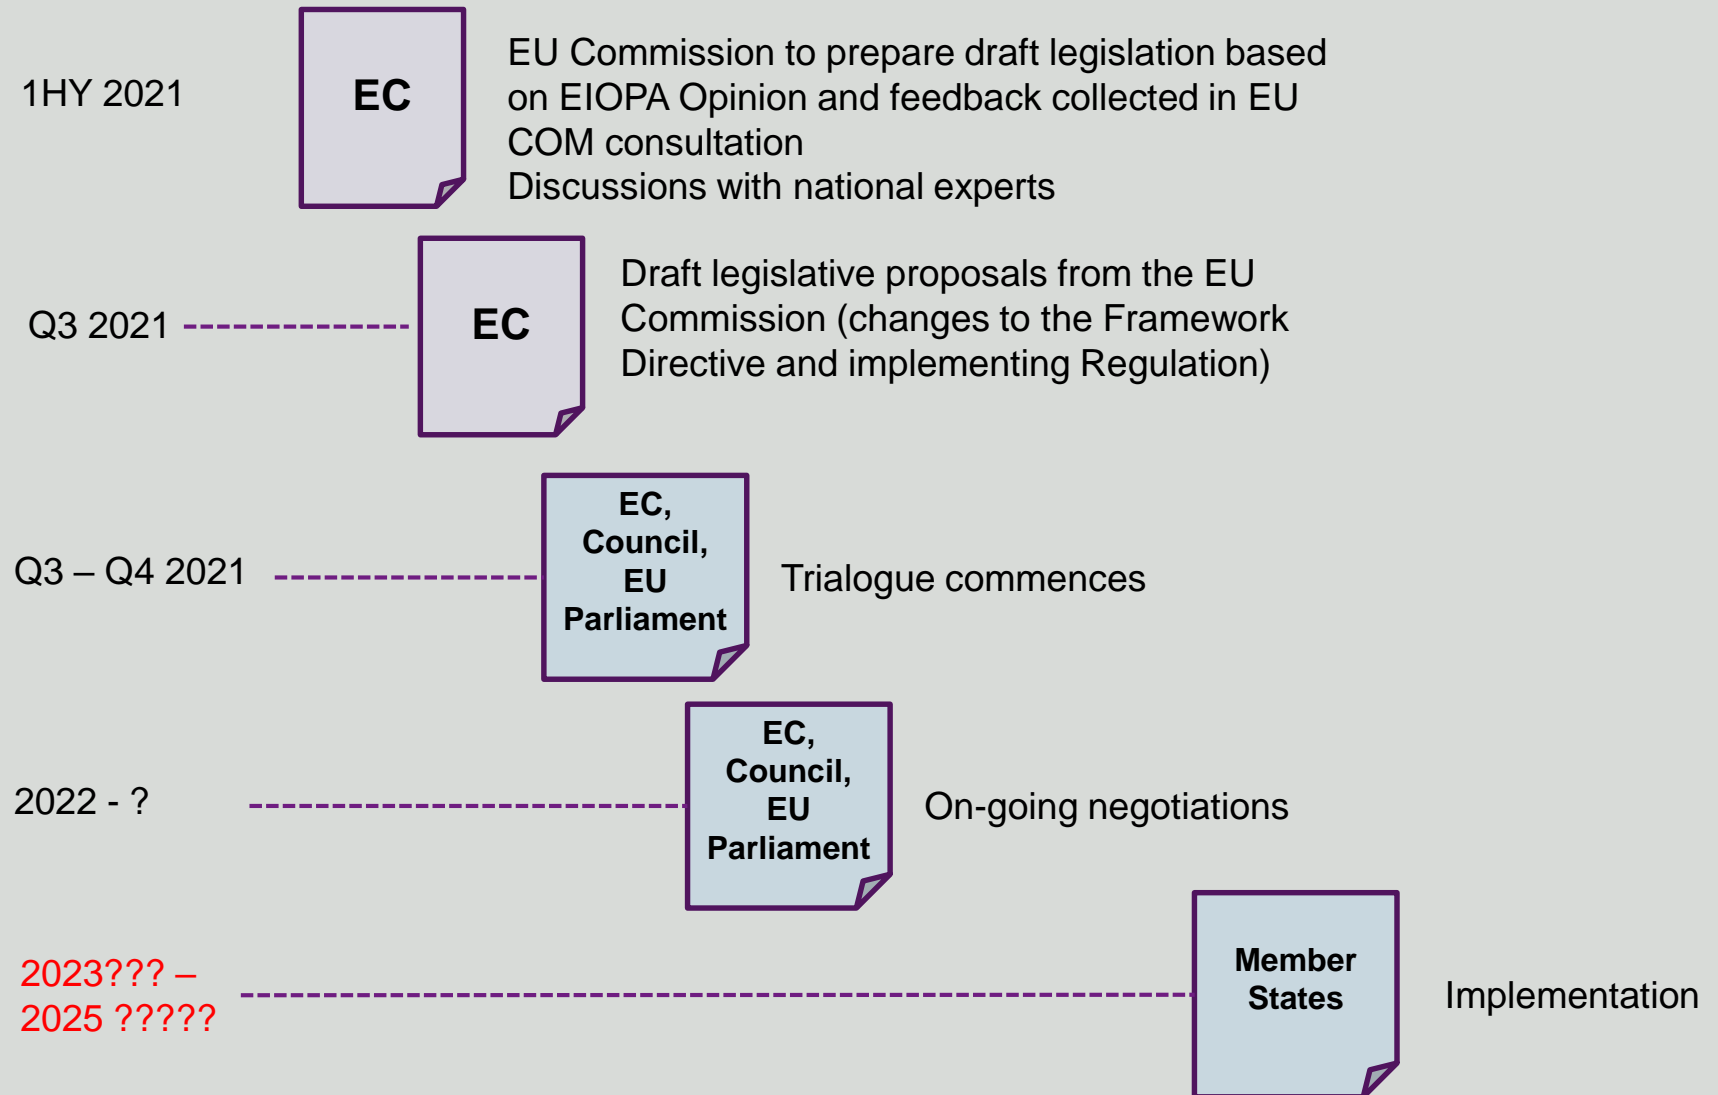 1HY 2021
EC
EU Commission to prepare draft legislation based
on EIOPA Opinion and feedback collected in EU
COM consultation
Discussions with national experts
Q3 2021
EC
Draft legislative proposals from the EU
Commission (changes to the Framework
Directive and implementing Regulation)
Q3 – Q4 2021
EC,
Council,
EU
Parliament
Trialogue commences
2022 - ?
EC,
Council,
EU
Parliament
On-going negotiations
2023??? –
2025 ?????
Member
States
Implementation